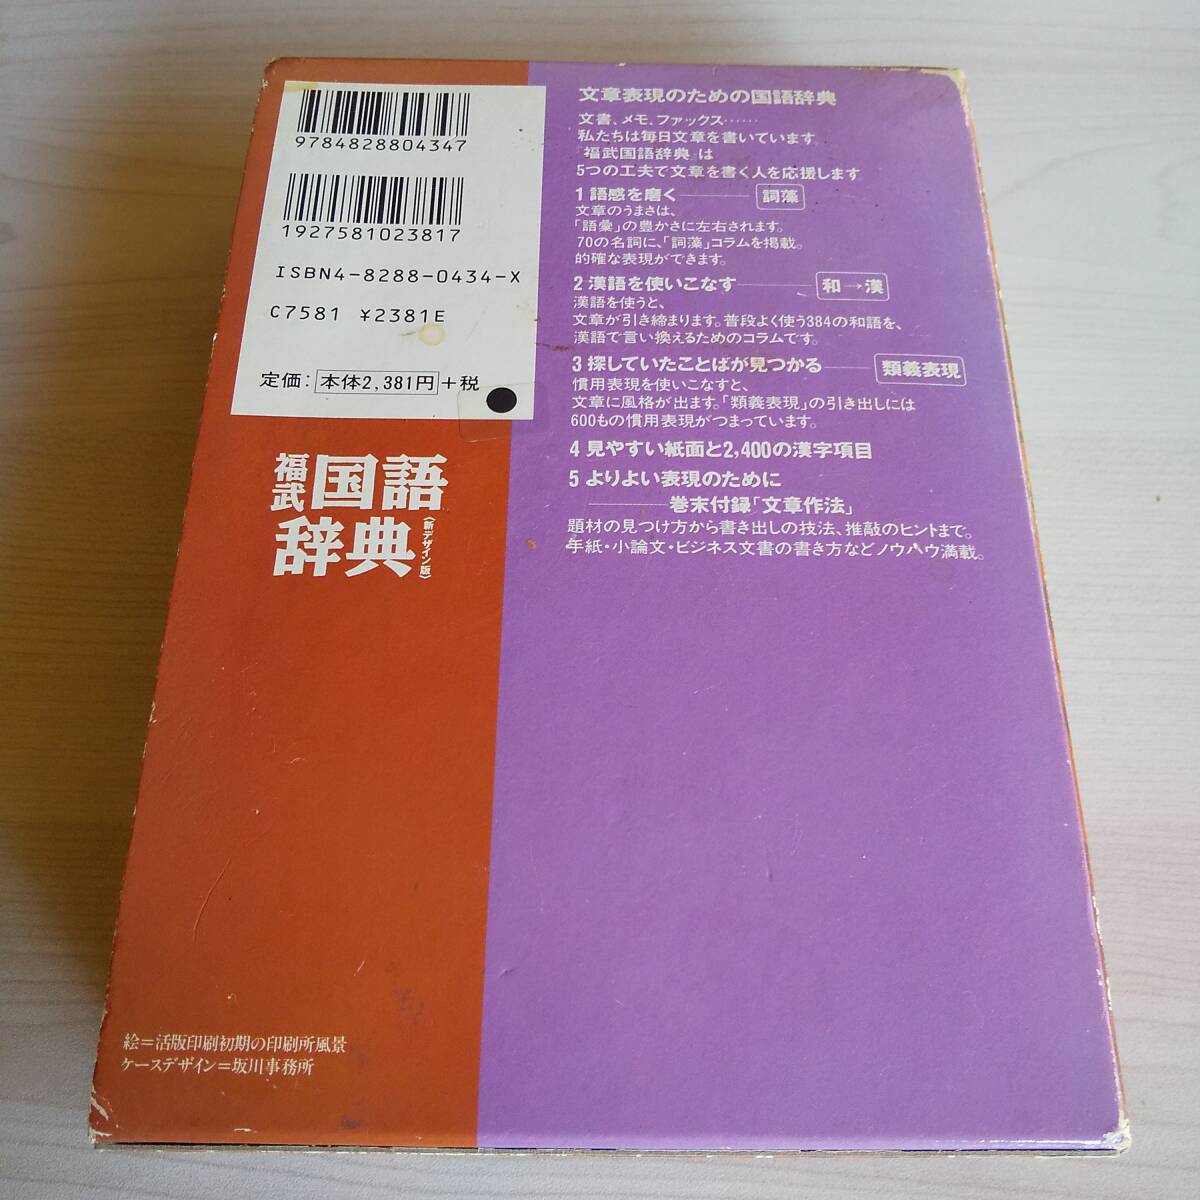 9784828804347
1927581023817
ISBN4-8288-0434-X
C7581 ¥2381E
定価：本体2,381円+税
福武国語
辞典
〈新デザイン版〉
絵＝活版印刷初期の印刷所風景
ケースデザイン＝坂川事務所
文章表現のための国語辞典
文書、メモ、ファックス……
私たちは毎日文章を書いています。
『福武国語辞典』は
5つの工夫で文章を書く人を応援します。
1 語感を磨く 詞藻
文章のうまさは、
「語彙」の豊かさに左右されます。
70の名詞に、「詞藻」コラムを掲載。
的確な表現ができます。
2 漢語を使いこなす 和→漢
漢語を使うと、
文章が引き締まります。普段よく使う384の和語を、
漢語で言い換えるためのコラムです。
3 探していたことばが見つかる 類義表現
慣用表現を使いこなすと、
文章に風格が出ます。「類義表現」の引き出しには
600もの慣用表現がつまっています。
4 見やすい紙面と2,400の漢字項目
5 よりよい表現のために
巻末付録「文章作法」
題材の見つけ方から書き出しの技法、推敲のヒントまで。
手紙・小論文・ビジネス文書の書き方などノウハウ満載。